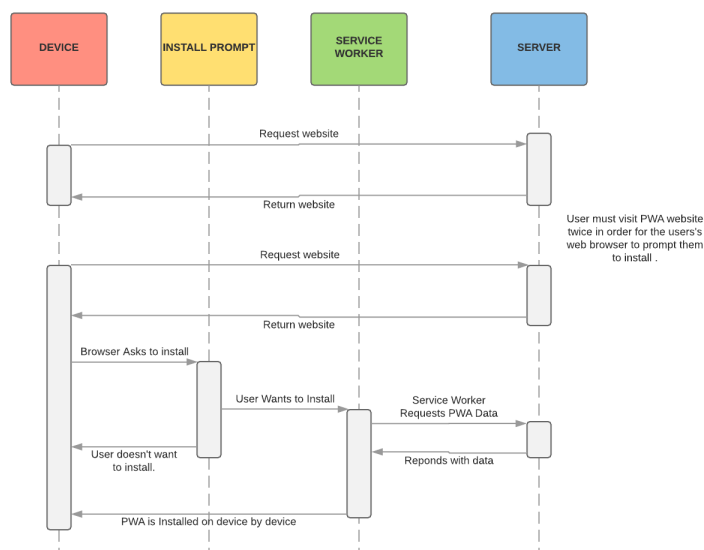 DEVICE
INSTALL PROMPT
SERVICE
WORKER
SERVER
Request website
Return website
User must visit PWA website
twice in order for the users's
web browser to prompt them
to install .
Request website
Return website
Browser Asks to install
User Wants to Install
Service Worker
Requests PWA Data
User doesn't want
to install.
Reponds with data
PWA is Installed on device by device